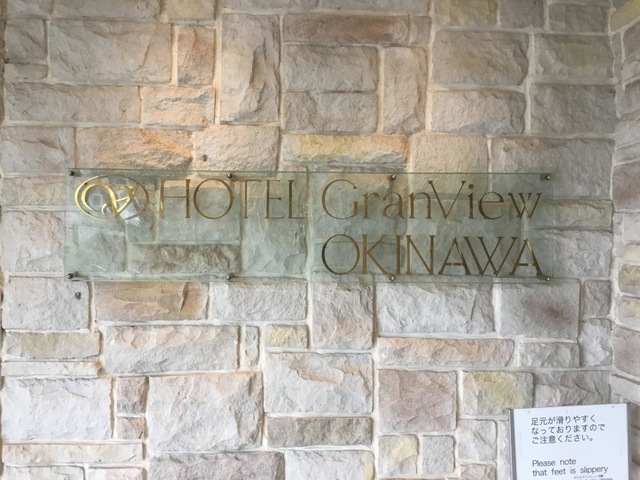 HOTEL GranView
OKINAWA
足元が滑りやすく
なっておりますので
ご注意ください。
Please note
that feet is slippery